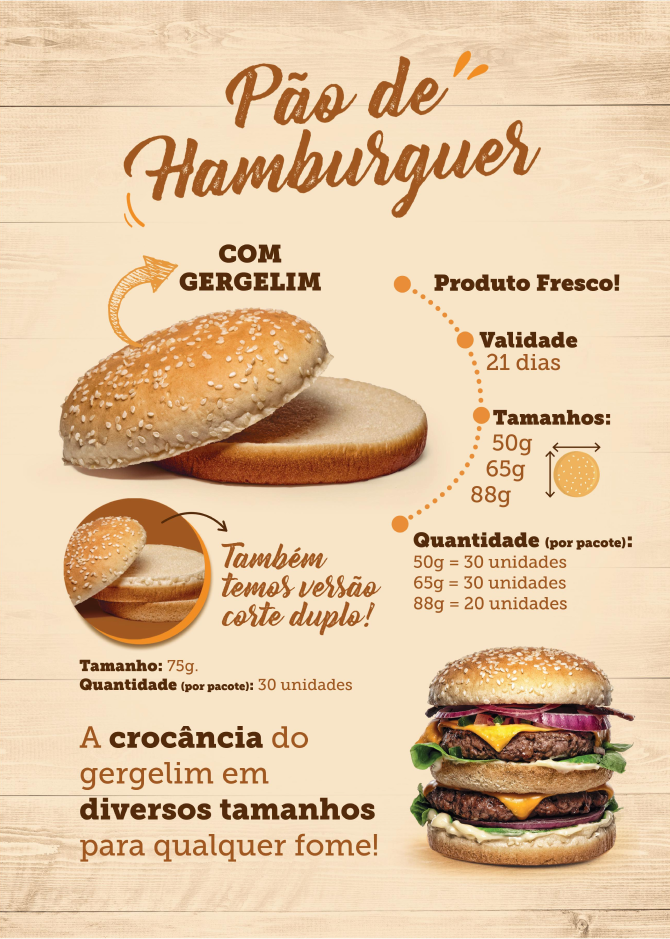 Pão de
Hamburguer
COM
GERGELIM
Produto Fresco!
Validade
21 dias
Tamanhos:
50g
65g
88g
Quantidade (por pacote):
50g = 30 unidades
65g = 30 unidades
88g = 20 unidades
Também
temos versão
corte duplo!
Tamanho: 75g.
Quantidade (por pacote): 30 unidades
A crocância do
gergelim em
diversos tamanhos
para qualquer fome!